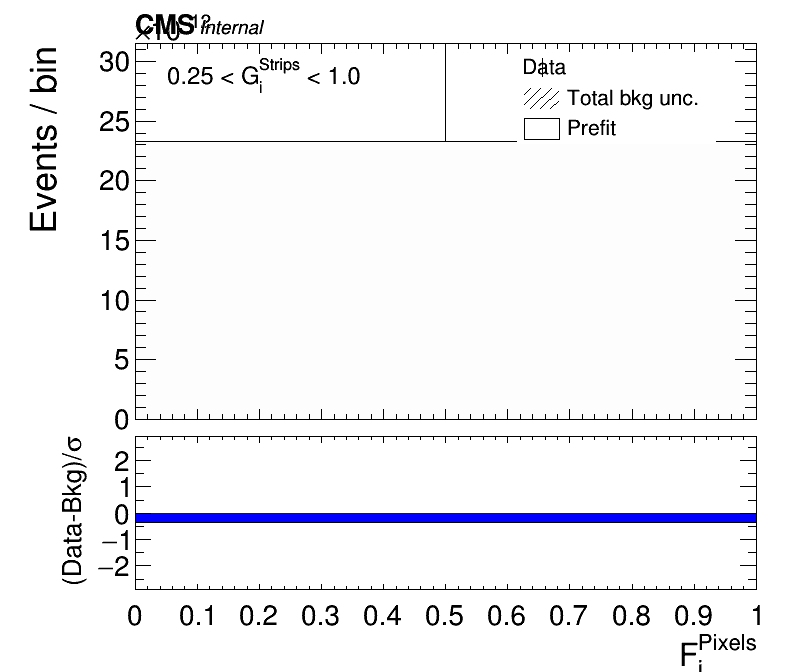 CMS Internal
×10¹²
Events / bin
0.25 < G_i^Strips < 1.0
Data
Total bkg unc.
Prefit
30
25
20
15
10
5
0
(Data-Bkg)/σ
2
1
0
−1
−2
0 0.1 0.2 0.3 0.4 0.5 0.6 0.7 0.8 0.9 1
F_i^Pixels